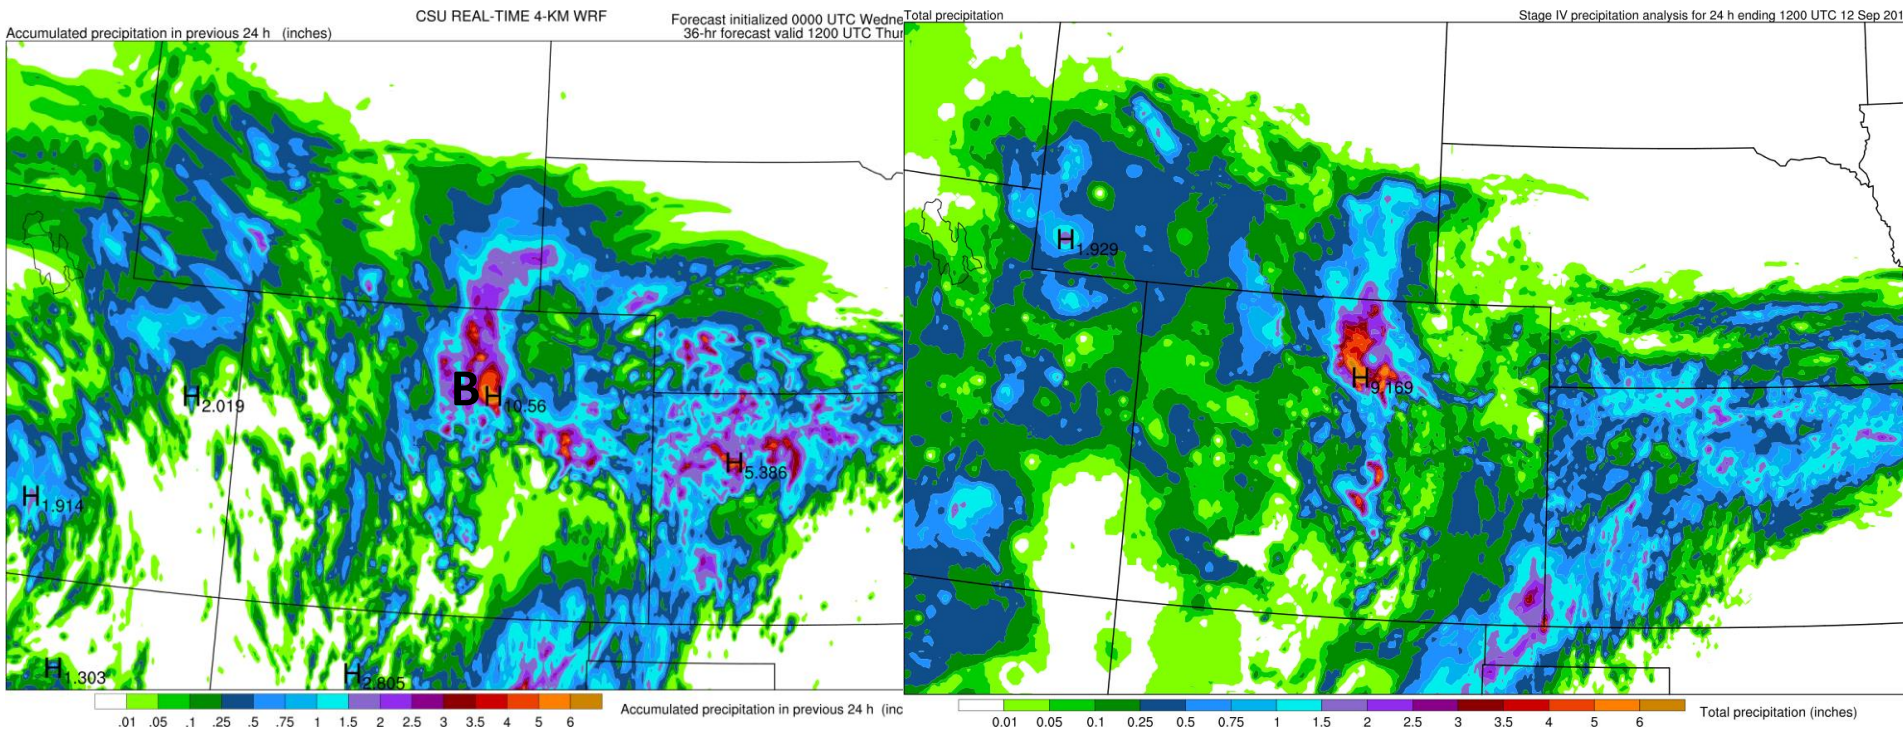 CSU REAL-TIME 4-KM WRF
Forecast initialized 0000 UTC Wedne
Accumulated precipitation in previous 24 h (inches)
36-hr forecast valid 1200 UTC Thur
H2.019
B
H10.56
H5.386
H1.914
H1.303
H2.805
.01 .05 .1 .25 .5 .75 1 1.5 2 2.5 3 3.5 4 5 6
Accumulated precipitation in previous 24 h (inc
Total precipitation
Stage IV precipitation analysis for 24 h ending 1200 UTC 12 Sep 201
H1.929
H9.169
0.01 0.05 0.1 0.25 0.5 0.75 1 1.5 2 2.5 3 3.5 4 5 6
Total precipitation (inches)